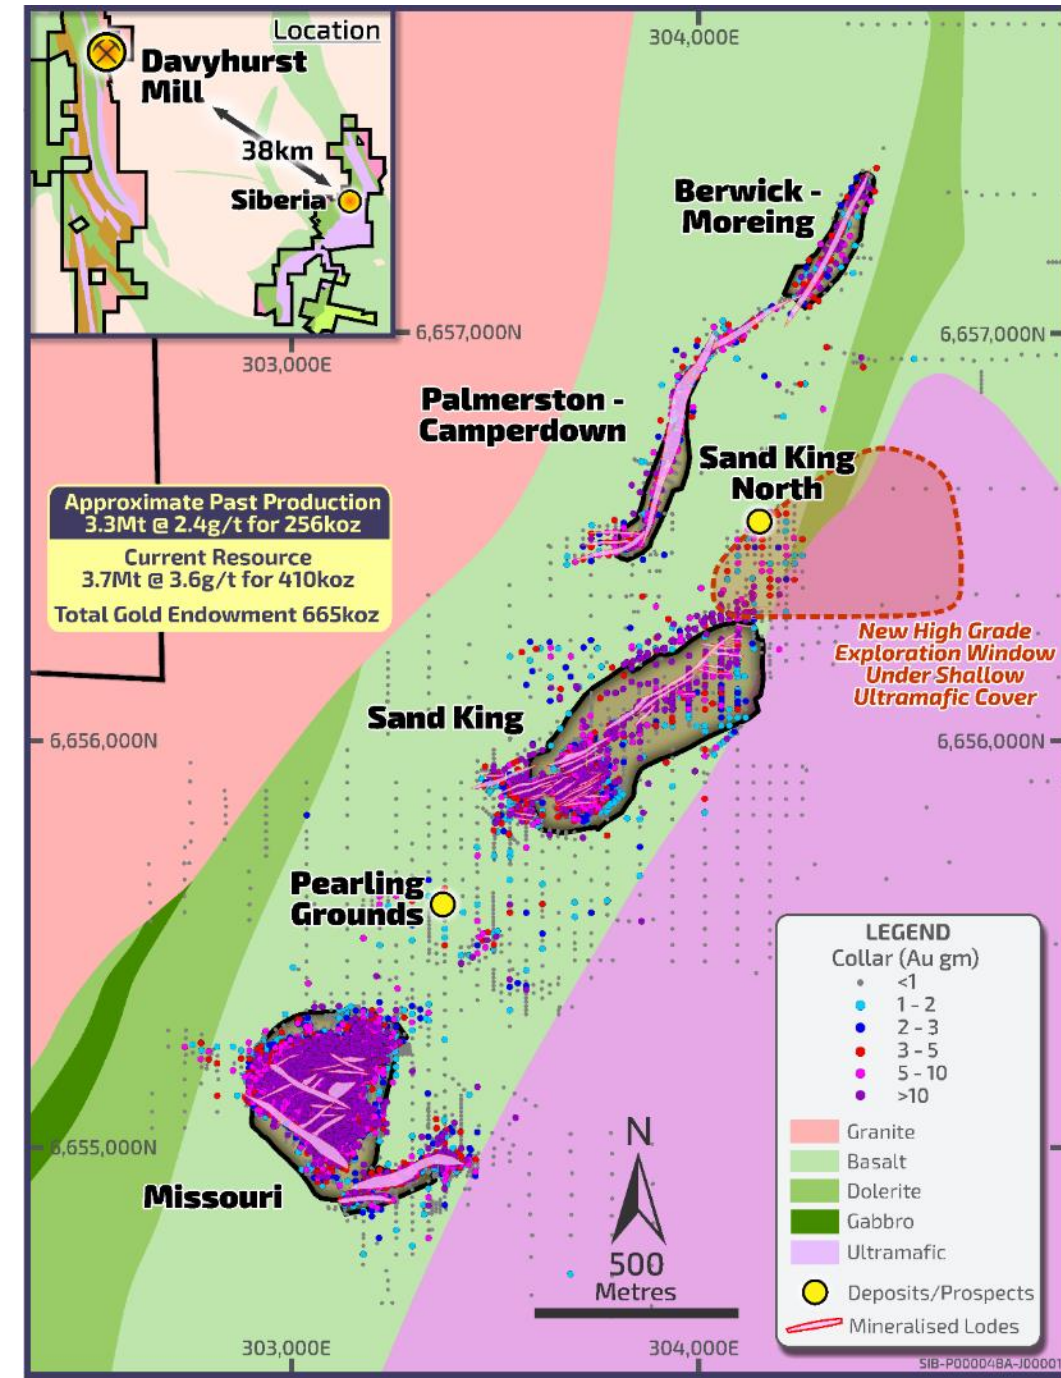 Location
Davyhurst
Mill
38km
Siberia
304,000E
Berwick -
Moreing
6,657,000N
6,657,000N
303,000E
Palmerston -
Camperdown
Sand King
North
Approximate Past Production
3.3Mt @ 2.4g/t for 256koz
Current Resource
3.7Mt @ 3.6g/t for 410koz
Total Gold Endowment 665koz
New High Grade
Exploration Window
Under Shallow
Ultramafic Cover
Sand King
6,656,000N
6,656,000N
Pearling
Grounds
LEGEND
Collar (Au gm)
<1
1 - 2
2 - 3
3 - 5
5 - 10
>10
Granite
Basalt
Dolerite
Gabbro
Ultramafic
Deposits/Prospects
Mineralised Lodes
6,655,000N
Missouri
N
500
Metres
303,000E
304,000E
SIB-P000048A-J00001